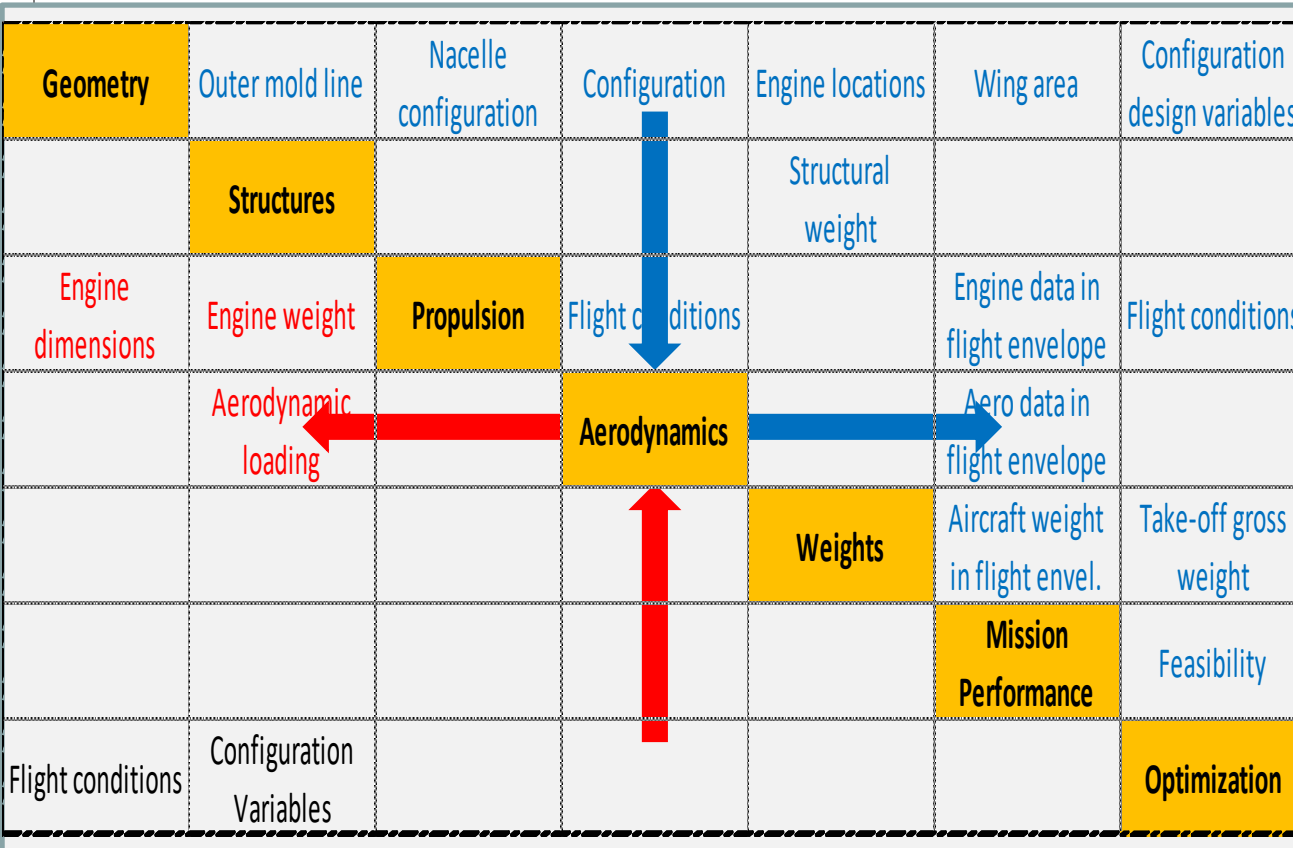 Geometry
Outer mold line
Nacelle
configuration
Configuration
Engine locations
Wing area
Configuration
design variables
Structures
Structural
weight
Engine
dimensions
Engine weight
Propulsion
Flight c ditions
Engine data in
flight envelope
Flight conditions
Aerodynamic
loading
Aerodynamics
Aero data in
flight envelope
Weights
Aircraft weight
in flight envel.
Take-off gross
weight
Mission
Performance
Feasibility
Flight conditions
Configuration
Variables
Optimization